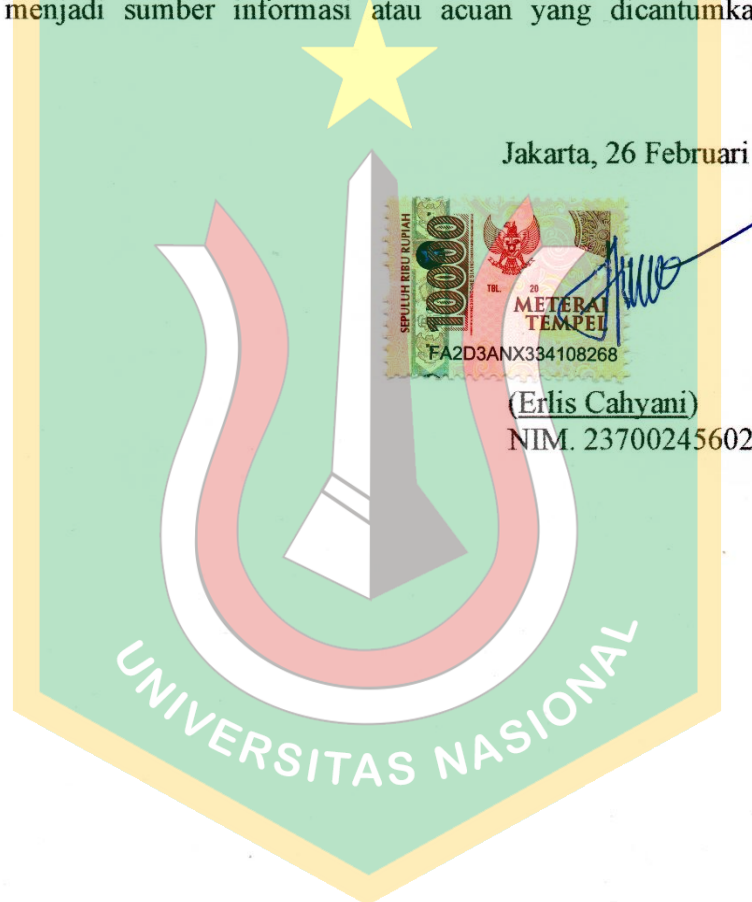 menjadi sumber informasi atau acuan yang dicantumka
Jakarta, 26 Februari
SEPULUH RIBU RUPIAH
10000
TBL. 20
METERAI
TEMPEL
FA2D3ANX334108268
(Erlis Cahyani)
NIM. 23700245602
UNIVERSITAS NASIONAL